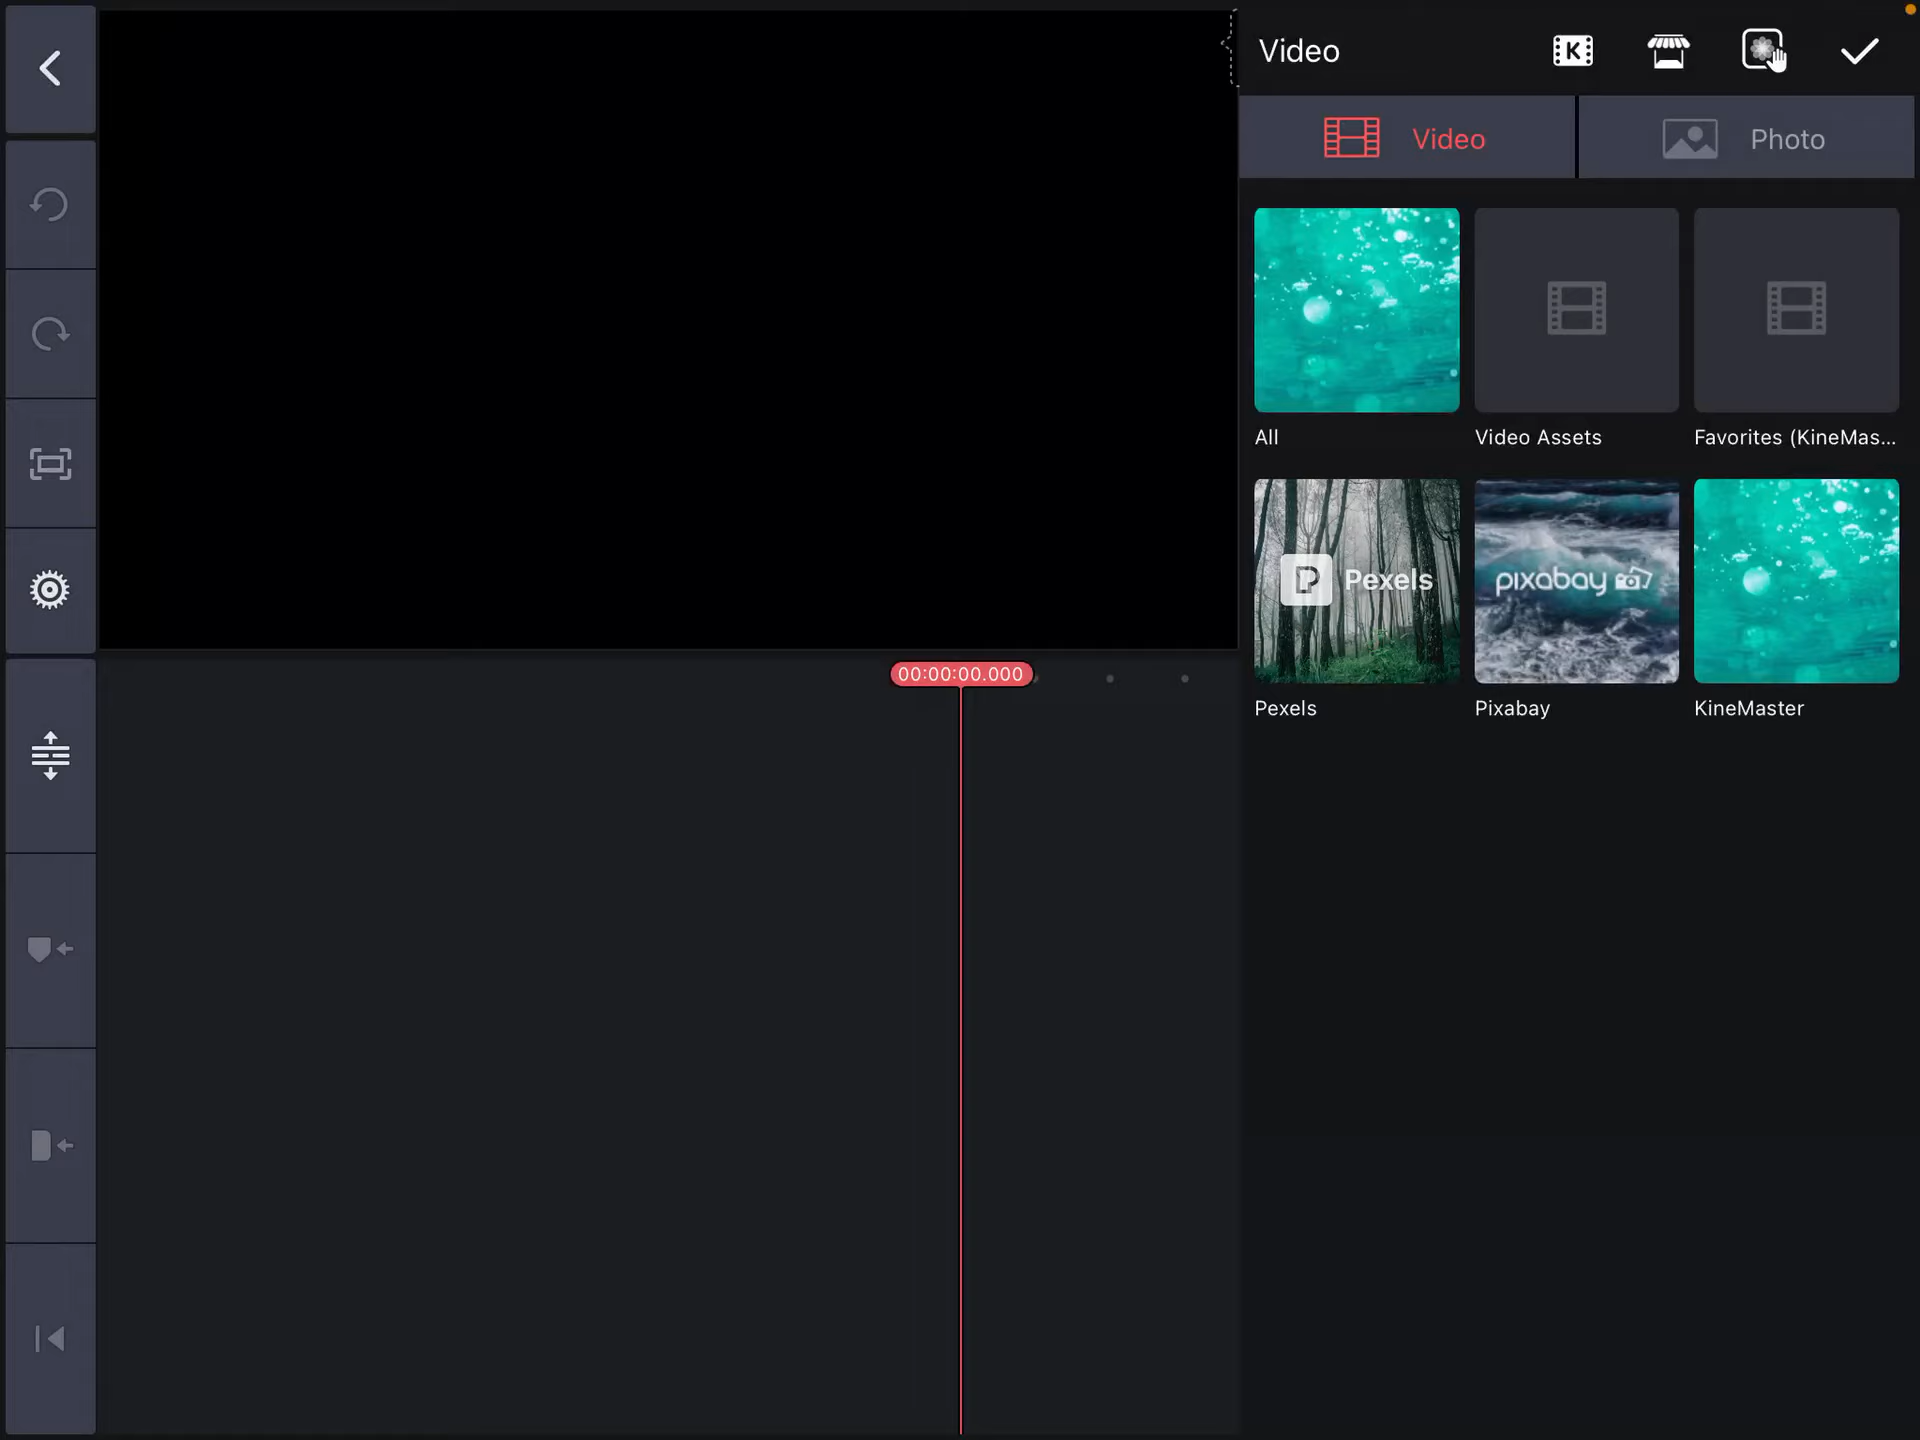 Video
K
Video
Photo
All
Video Assets
Favorites (KineMas...
Pexels
pixabay
Pexels
Pixabay
KineMaster
00:00:00.000